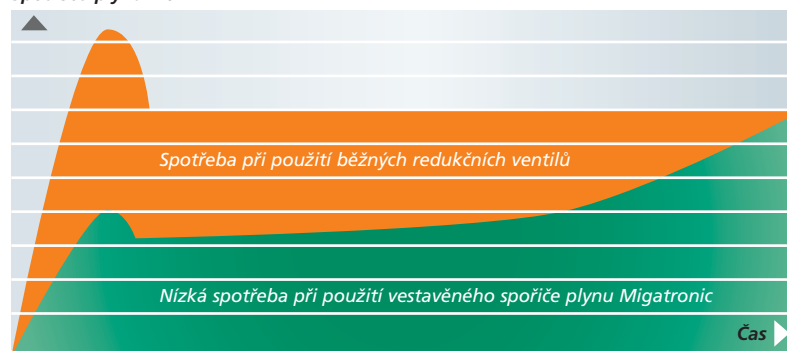 Spotřeba při použití běžných redukčních ventilů
Nízká spotřeba při použití vestavěného spořiče plynu Migatronic
Čas